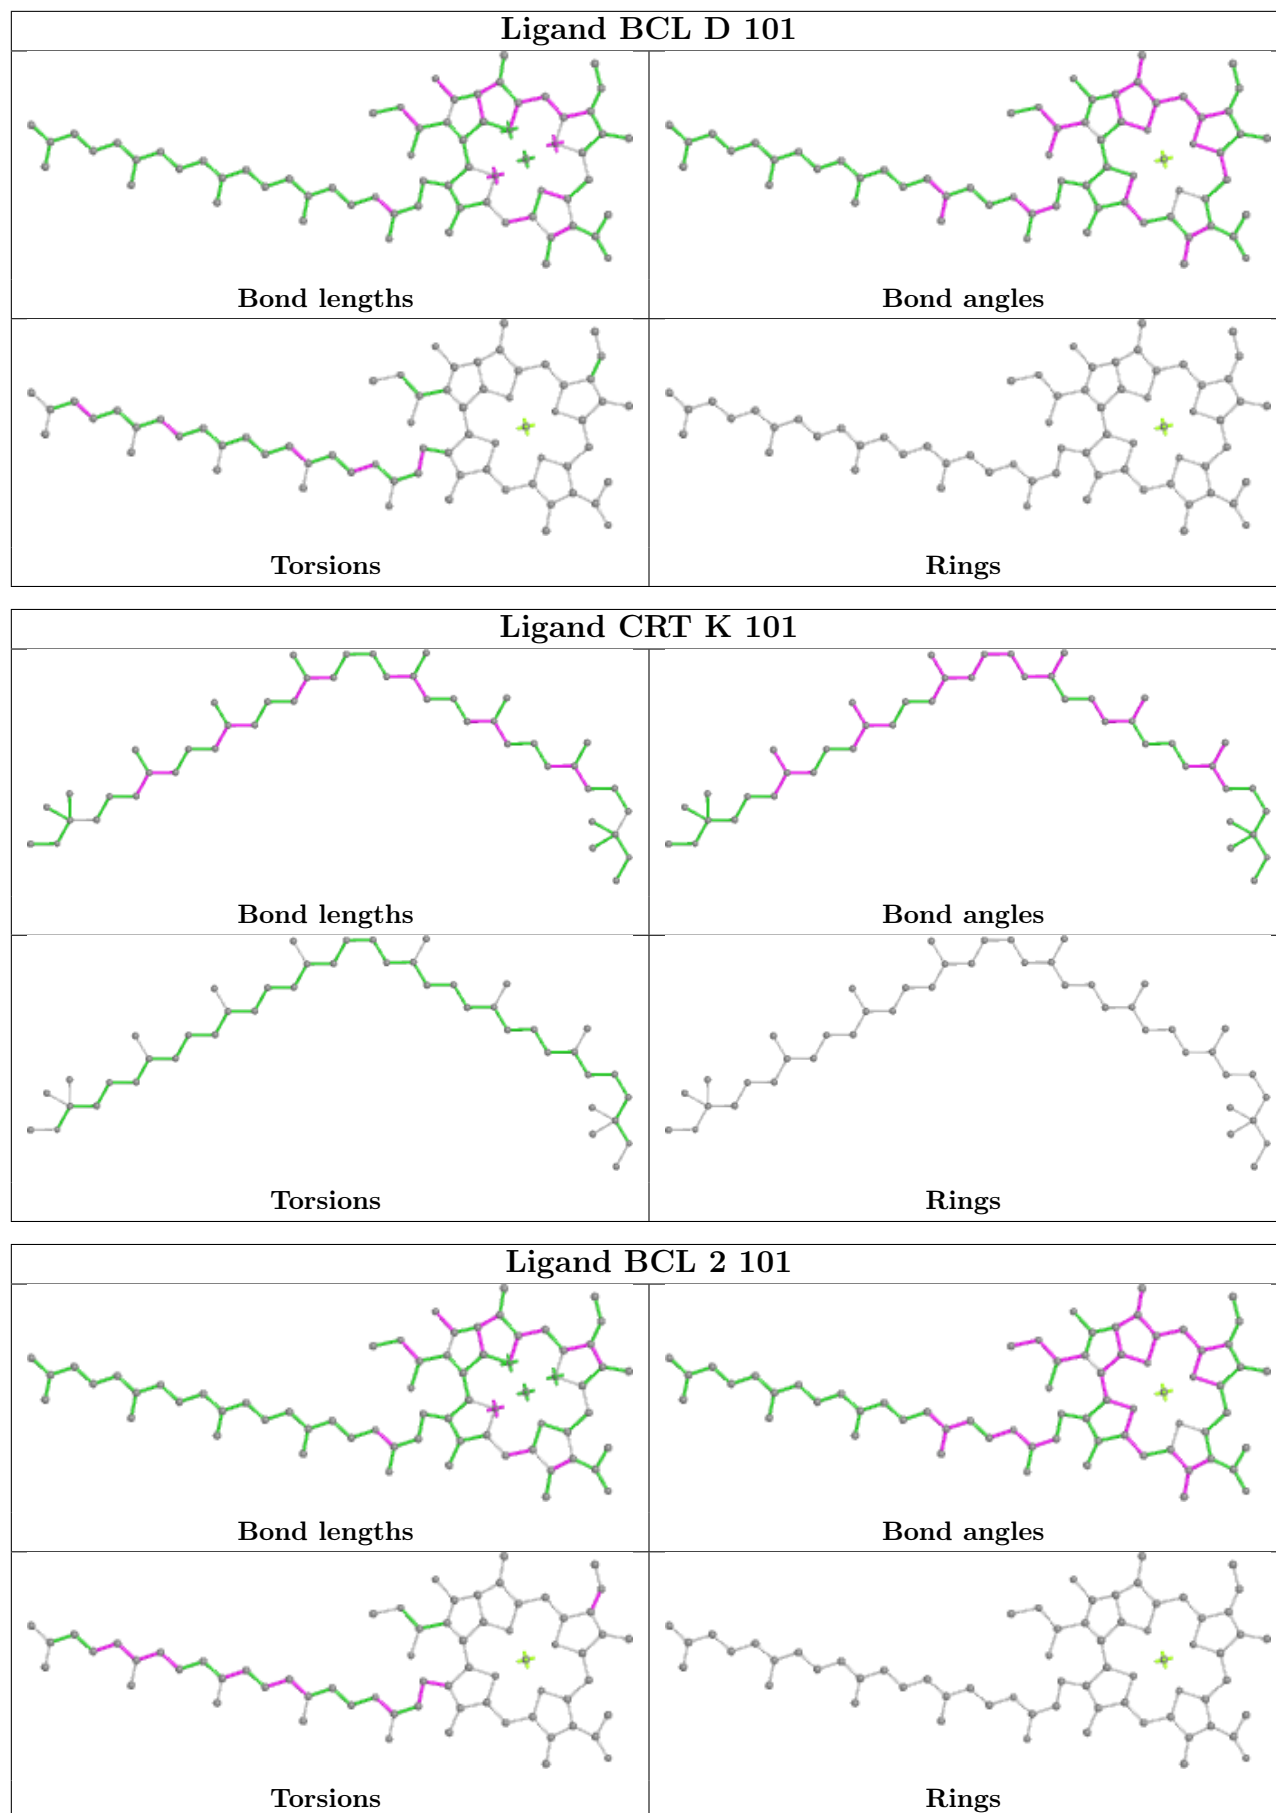 Ligand BCL D 101
Bond lengths
Bond angles
Torsions
Rings
Ligand CRT K 101
Bond lengths
Bond angles
Torsions
Rings
Ligand BCL 2 101
Bond lengths
Bond angles
Torsions
Rings